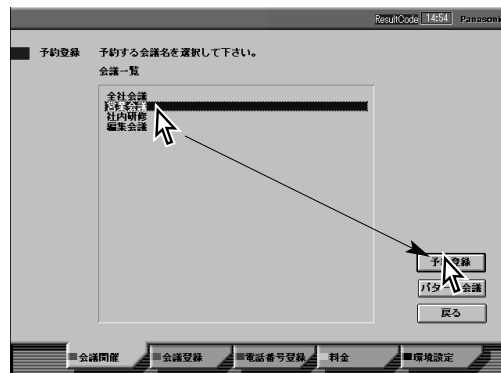 ResultCode 14:54 Panasonic
予約登録 予約する会議名を選択して下さい。
会議一覧
全社会議
営業会議
社内研修
編集会議
予約登録
パターン会議
戻る
会議開催 会議登録 電話番号登録 料金 環境設定